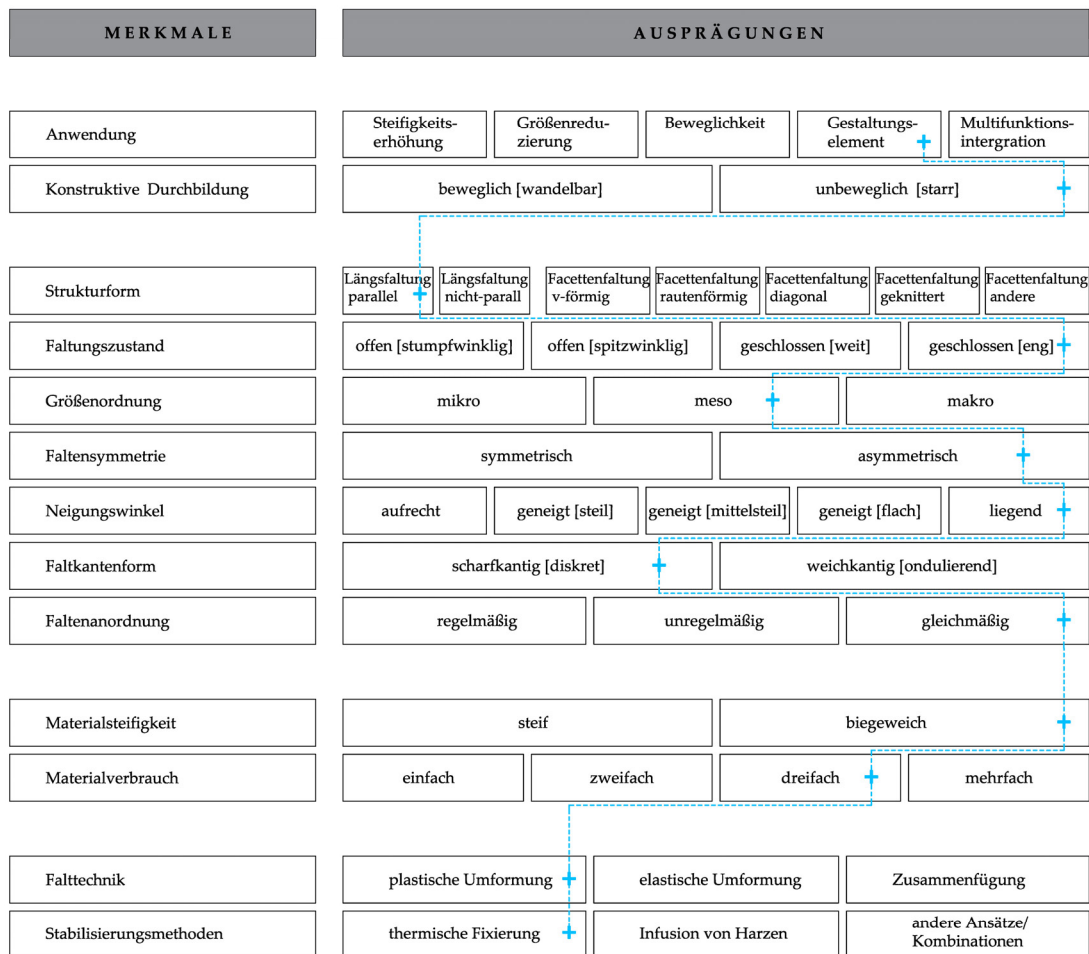 MERKMALE
AUSPRÄGUNGEN
Anwendung
Steifigkeits-
erhöhung
Größenredu-
zierung
Beweglichkeit
Gestaltungs-
element
Multifunktions-
intergration
Konstruktive Durchbildung
beweglich [wandelbar]
unbeweglich [starr]
Strukturform
Längsfaltung
parallel
Längsfaltung
nicht-parall
Facettenfaltung
v-förmig
Facettenfaltung
rautenförmig
Facettenfaltung
diagonal
Facettenfaltung
geknittert
Facettenfaltung
andere
Faltungszustand
offen [stumpfwinklig]
offen [spitzwinklig]
geschlossen [weit]
geschlossen [eng]
Größenordnung
mikro
meso
makro
Faltensymmetrie
symmetrisch
asymmetrisch
Neigungswinkel
aufrecht
geneigt [steil]
geneigt [mittelsteil]
geneigt [flach]
liegend
Faltkantenform
scharfkantig [diskret]
weichkantig [ondulierend]
Faltenanordnung
regelmäßig
unregelmäßig
gleichmäßig
Materialsteifigkeit
steif
biegeweich
Materialverbrauch
einfach
zweifach
dreifach
mehrfach
Falttechnik
plastische Umformung
elastische Umformung
Zusammenfügung
Stabilisierungsmethoden
thermische Fixierung
Infusion von Harzen
andere Ansätze/
Kombinationen